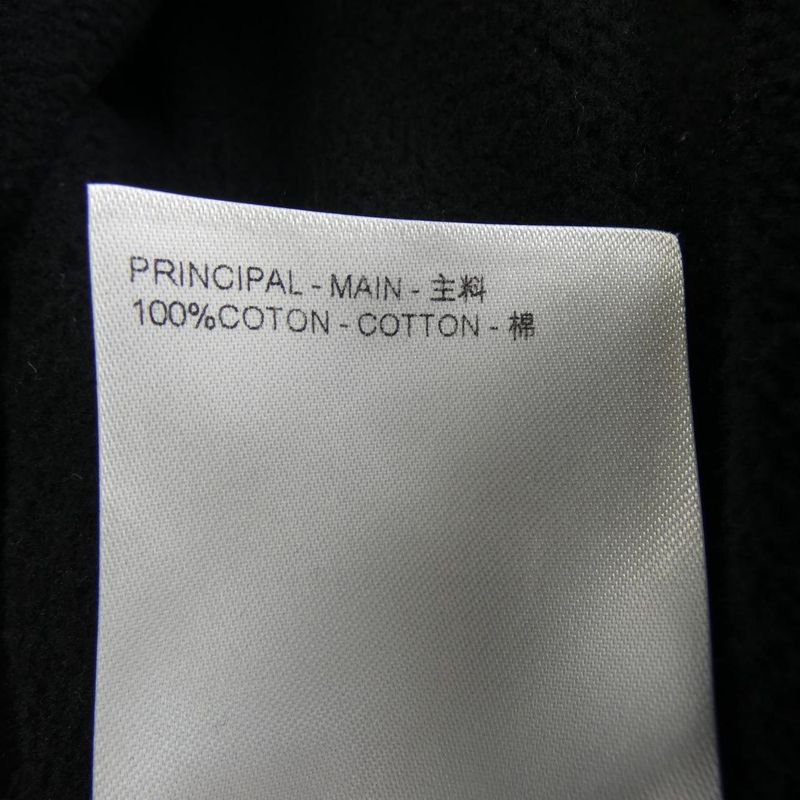 PRINCIPAL - MAIN - 主料
100%COTON - COTTON - 棉